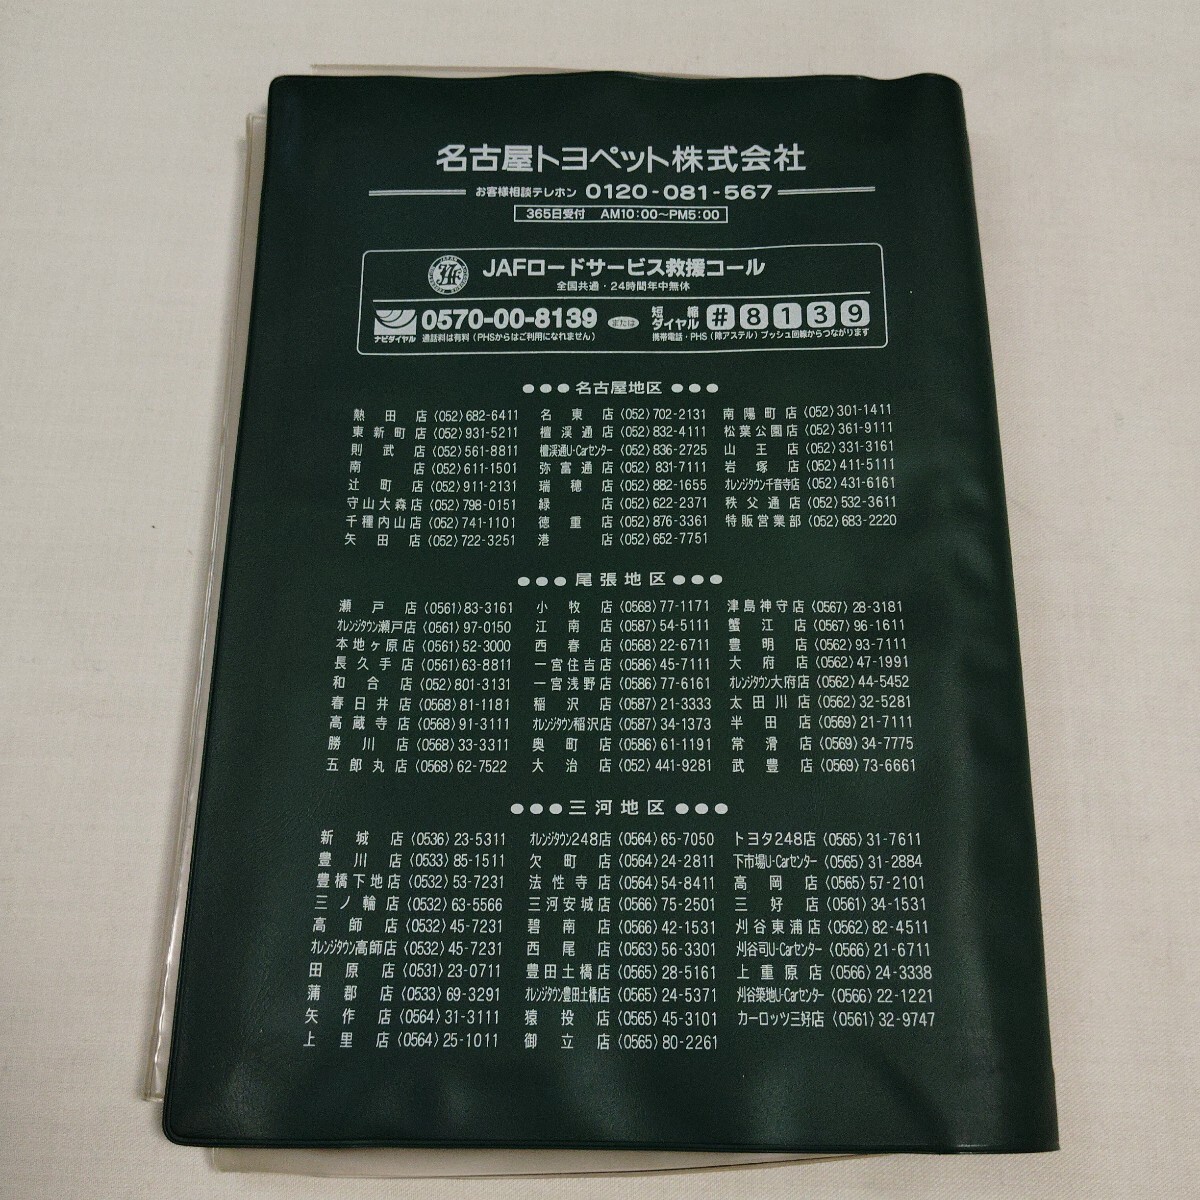 名古屋トヨペット株式会社
お客様相談テレホン 0120-081-567
365日受付 AM10:00〜PM5:00
JAFロードサービス救援コール
全国共通・24時間年中無休
ナビダイヤル 0570-00-8139 または 短縮ダイヤル #8139
通話料は有料(PHSからはご利用になれません) 携帯電話・PHS(除アステル)プッシュ回線からつながります
●●●名古屋地区●●●
熱田店(052)682-6411 名東店(052)702-2131 南陽町店(052)301-1411
東新町店(052)931-5211 檀渓通店(052)832-4111 松葉公園店(052)361-9111
則武店(052)561-8811 檀渓通U-Carセンター(052)836-2725 山王店(052)331-3161
南店(052)611-1501 弥富通店(052)831-7111 岩塚店(052)411-5111
辻町店(052)911-2131 瑞穂店(052)882-1655 オレンジタウン千音寺店(052)431-6161
守山大森店(052)798-0151 緑店(052)622-2371 秩父通店(052)532-3611
千種内山店(052)741-1101 徳重店(052)876-3361 特販営業部(052)683-2220
矢田店(052)722-3251 港店(052)652-7751
●●●尾張地区●●●
瀬戸店(0561)83-3161 小牧店(0568)77-1171 津島神守店(0567)28-3181
オレンジタウン瀬戸店(0561)97-0150 江南店(0587)54-5111 蟹江店(0567)96-1611
本地ヶ原店(0561)52-3000 西春店(0568)22-6711 豊明店(0562)93-7111
長久手店(0561)63-8811 一宮住吉店(0586)45-7111 大府店(0562)47-1991
和合店(052)801-3131 一宮浅野店(0586)77-6161 オレンジタウン大府店(0562)44-5452
春日井店(0568)81-1181 稲沢店(0587)21-3333 太田川店(0562)32-5281
高蔵寺店(0568)91-3111 オレンジタウン稲沢店(0587)34-1373 半田店(0569)21-7111
勝川店(0568)33-3311 奥町店(0586)61-1191 常滑店(0569)34-7775
五郎丸店(0568)62-7522 大治店(052)441-9281 武豊店(0569)73-6661
●●●三河地区●●●
新城店(0536)23-5311 オレンジタウン248店(0564)65-7050 トヨタ248店(0565)31-7611
豊川店(0533)85-1511 欠町店(0564)24-2811 下市場U-Carセンター(0565)31-2884
豊橋下地店(0532)53-7231 法性寺店(0564)54-8411 高岡店(0565)57-2101
三ノ輪店(0532)63-5566 三河安城店(0566)75-2501 三好店(0561)34-1531
高師店(0532)45-7231 碧南店(0566)42-1531 刈谷東浦店(0562)82-4511
オレンジタウン高師店(0532)45-7231 西尾店(0563)56-3301 刈谷司U-Carセンター(0566)21-6711
田原店(0531)23-0711 豊田土橋店(0565)28-5161 上重原店(0566)24-3338
蒲郡店(0533)69-3291 オレンジタウン豊田土橋店(0565)24-5371 刈谷築地U-Carセンター(0566)22-1221
矢作店(0564)31-3111 猿投店(0565)45-3101 カーロッツ三好店(0561)32-9747
上里店(0564)25-1011 御立店(0565)80-2261